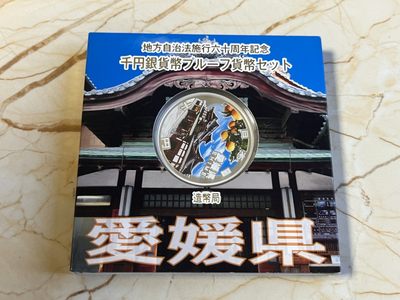 地方自治法施行六十周年記念
千円銀貨幣プルーフ貨幣セット
造幣局
愛媛県